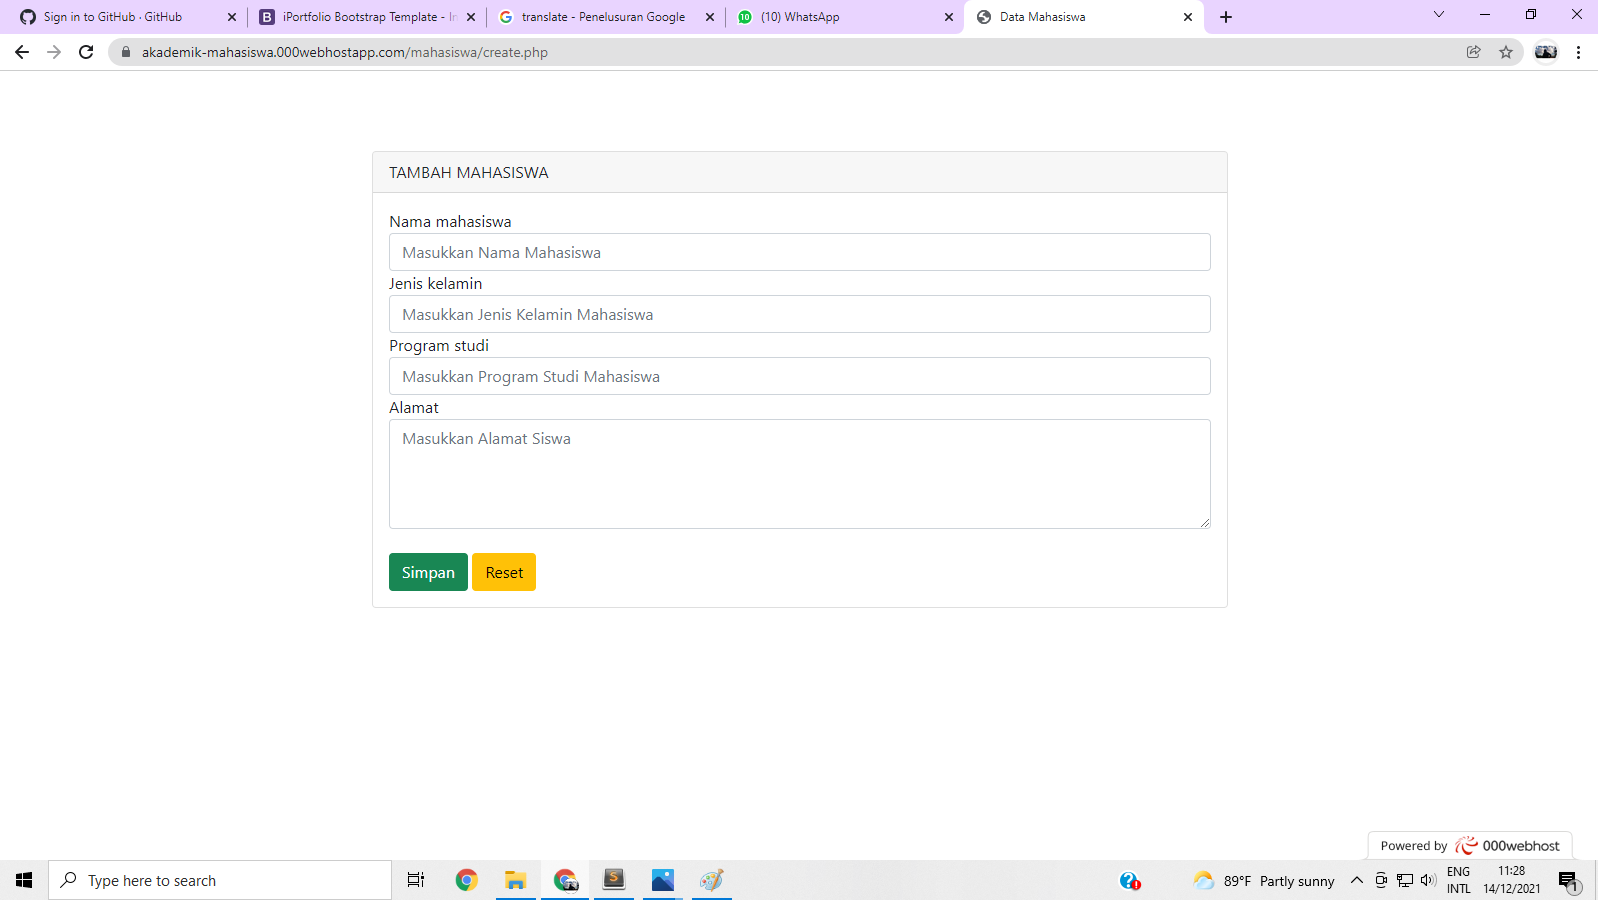 Sign in to GitHub · GitHub
iPortfolio Bootstrap Template - In
translate - Penelusuran Google
(10) WhatsApp
Data Mahasiswa
akademik-mahasiswa.000webhostapp.com/mahasiswa/create.php
TAMBAH MAHASISWA
Nama mahasiswa
Masukkan Nama Mahasiswa
Jenis kelamin
Masukkan Jenis Kelamin Mahasiswa
Program studi
Masukkan Program Studi Mahasiswa
Alamat
Masukkan Alamat Siswa
Simpan
Reset
Powered by 000webhost
Type here to search
89°F Partly sunny
ENG
INTL
11:28
14/12/2021
1